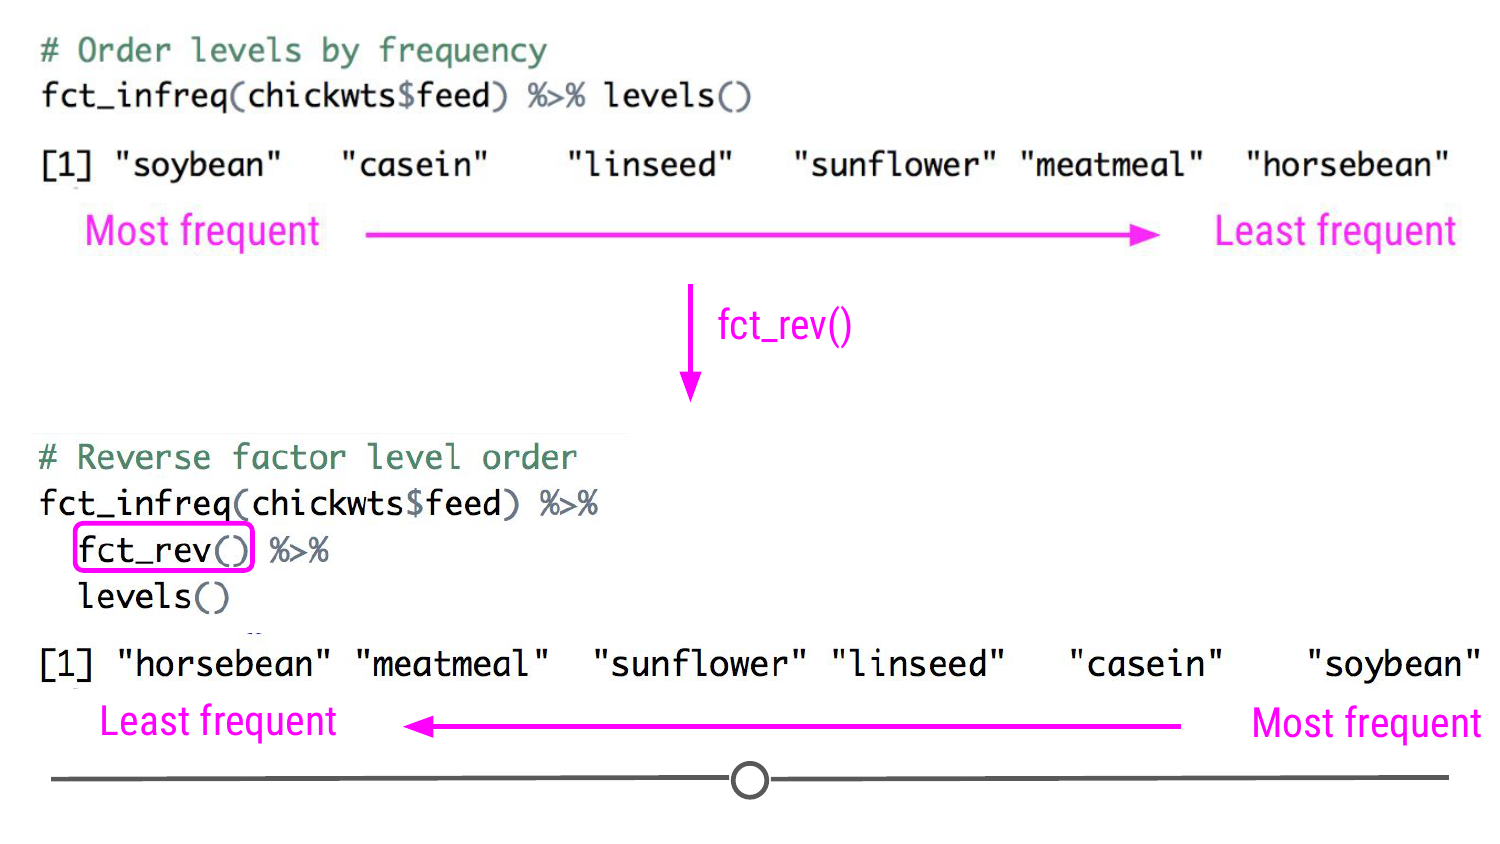 # Order levels by frequency
fct_infreq(chickwts$feed) %>% levels()
[1] "soybean" "casein" "linseed" "sunflower" "meatmeal" "horsebean"
Most frequent Least frequent
fct_rev()
# Reverse factor level order
fct_infreq(chickwts$feed) %>%
fct_rev() %>%
levels()
[1] "horsebean" "meatmeal" "sunflower" "linseed" "casein" "soybean"
Least frequent Most frequent